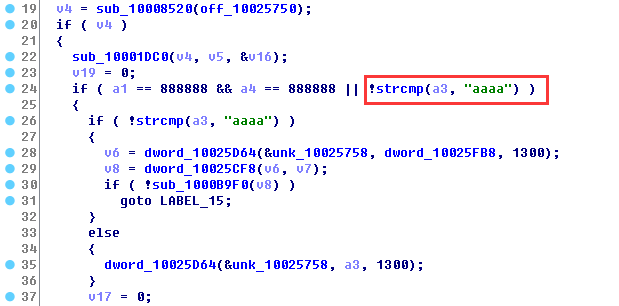 19 v4 = sub_10008520(off_10025750);
20 if ( v4 )
21 {
22 sub_10001DC0(v4, v5, &v16);
23 v19 = 0;
24 if ( a1 == 888888 && a4 == 888888 || !strcmp(a3, "aaaa") )
25 {
26 if ( !strcmp(a3, "aaaa") )
27 {
28 v6 = dword_10025D64(&unk_10025758, dword_10025FB8, 1300);
29 v8 = dword_10025CF8(v6, v7);
30 if ( !sub_1000B9F0(v8) )
31 goto LABEL_15;
32 }
33 else
34 {
35 dword_10025D64(&unk_10025758, a3, 1300);
36 }
37 v17 = 0;